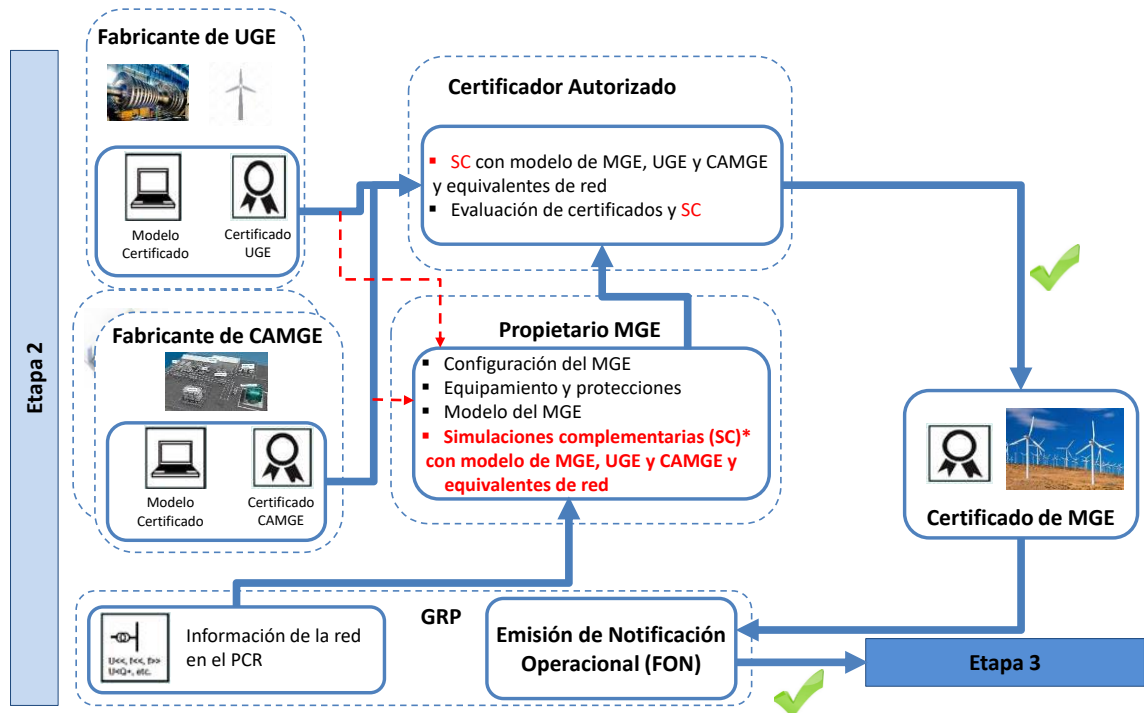 Etapa 2
Fabricante de UGE
Modelo
Certificado
Certificado
UGE
Fabricante de CAMGE
Modelo
Certificado
Certificado
CAMGE
Certificador Autorizado
▪ SC con modelo de MGE, UGE y CAMGE
y equivalentes de red
▪ Evaluación de certificados y SC
Propietario MGE
▪ Configuración del MGE
▪ Equipamiento y protecciones
▪ Modelo del MGE
▪ Simulaciones complementarias (SC)*
con modelo de MGE, UGE y CAMGE y
equivalentes de red
Certificado de MGE
GRP
U<<, f<<, f>>
U<Q+, etc.
Información de la red
en el PCR
Emisión de Notificación
Operacional (FON)
Etapa 3